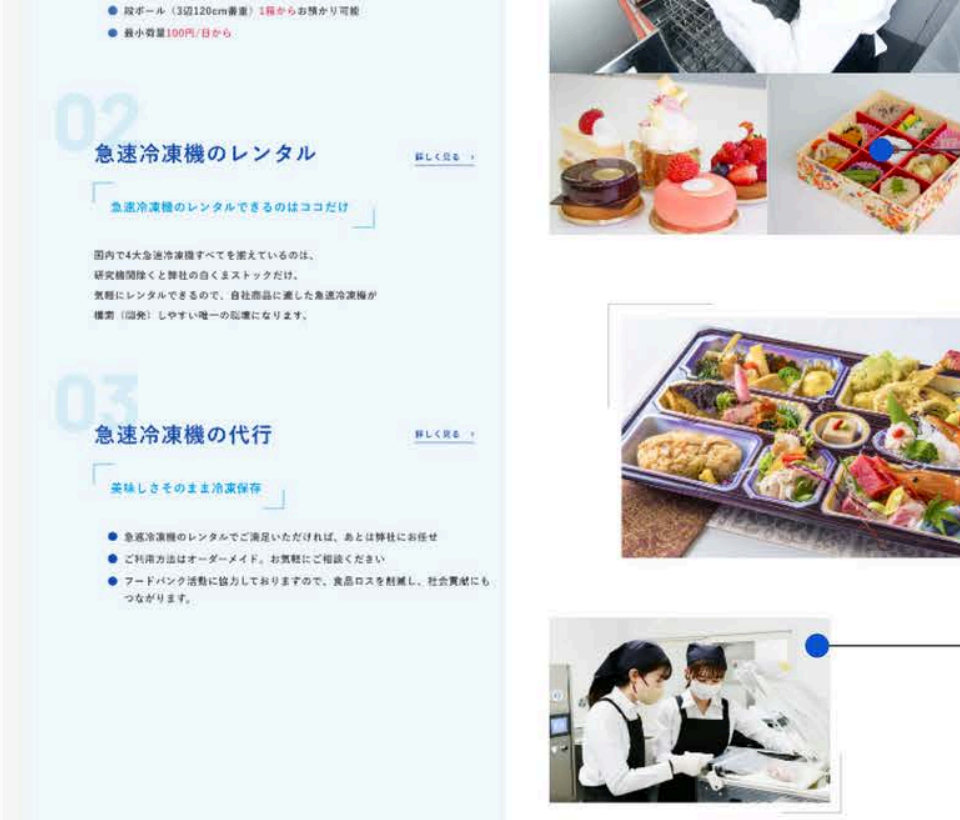 段ボール（3辺120cm番重）1箱からお預かり可能
最小荷量100円/日から
02
急速冷凍機のレンタル
詳しく見る
急速冷凍機のレンタルできるのはココだけ
国内で4大急速冷凍機すべてを揃えているのは、
研究機関除くと弊社の白くまストックだけ。
気軽にレンタルできるので、自社商品に適した急速冷凍機が
模索（開発）しやすい唯一の環境になります。
03
急速冷凍機の代行
詳しく見る
美味しさそのまま冷凍保存
急速冷凍機のレンタルでご満足いただければ、あとは弊社にお任せ
ご利用方法はオーダーメイド。お気軽にご相談ください
フードバンク活動に協力しておりますので、食品ロスを削減し、社会貢献にも
つながります。